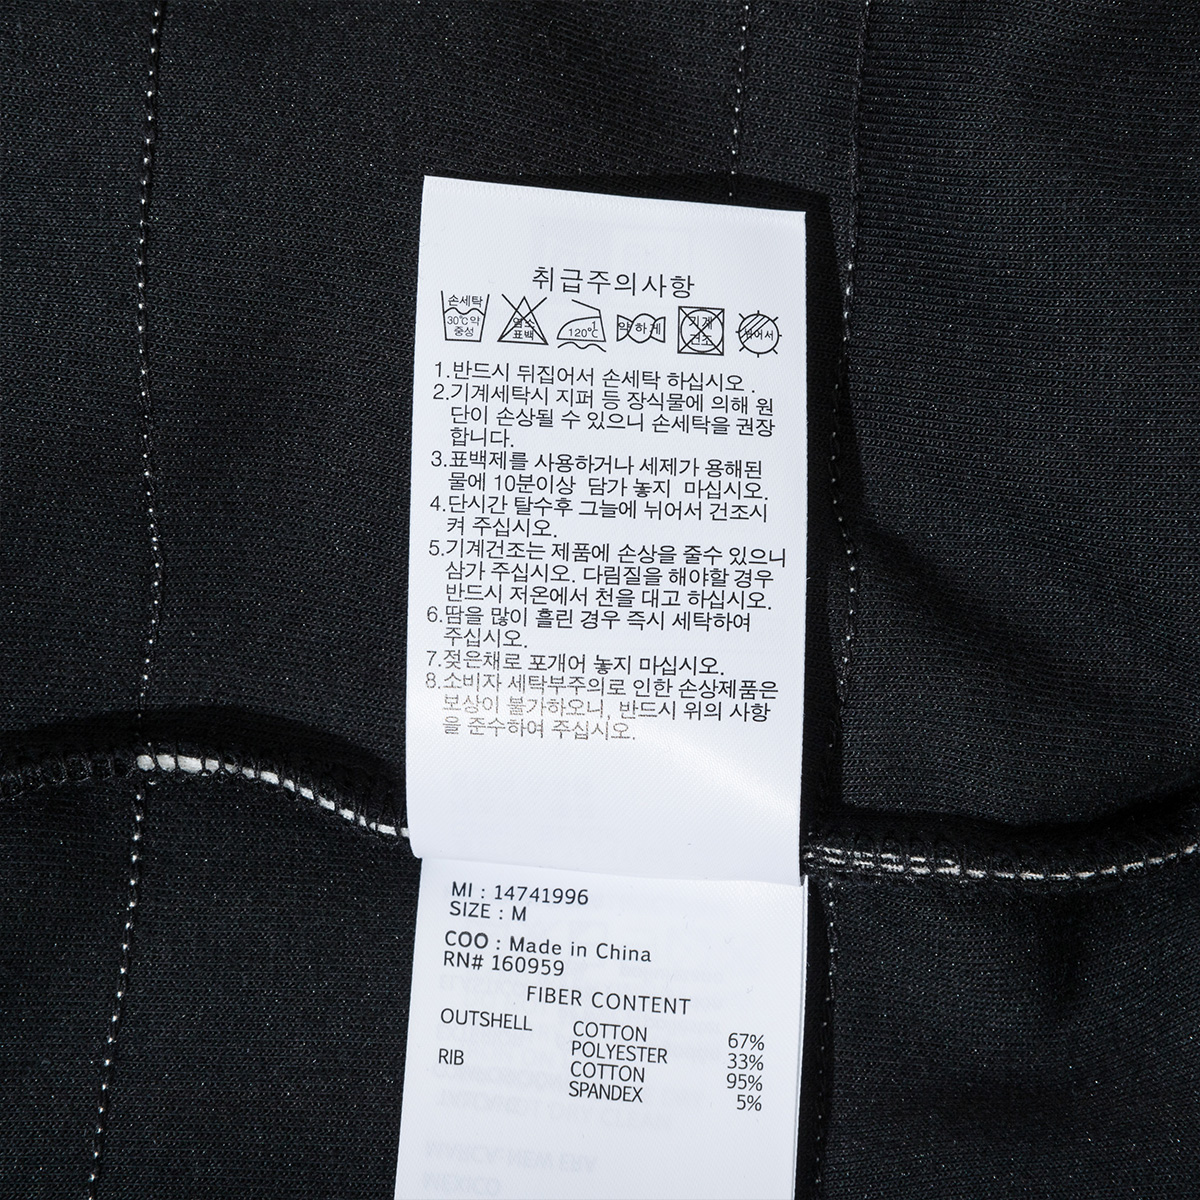 취급주의사항
손세탁
30℃약
중성
염소
표백
120℃
약하게
기계
건조
뉘어서
1.반드시 뒤집어서 손세탁 하십시오 .
2.기계세탁시 지퍼 등 장식물에 의해 원
단이 손상될 수 있으니 손세탁을 권장
합니다.
3.표백제를 사용하거나 세제가 용해된
물에 10분이상 담가 놓지 마십시오.
4.단시간 탈수후 그늘에 뉘어서 건조시
켜 주십시오.
5.기계건조는 제품에 손상을 줄수 있으니
삼가 주십시오. 다림질을 해야할 경우
반드시 저온에서 천을 대고 하십시오.
6.땀을 많이 흘린 경우 즉시 세탁하여
주십시오.
7.젖은채로 포개어 놓지 마십시오.
8.소비자 세탁부주의로 인한 손상제품은
보상이 불가하오니, 반드시 위의 사항
을 준수하여 주십시오.
MI : 14741996
SIZE : M
COO : Made in China
RN# 160959
FIBER CONTENT
OUTSHELL COTTON 67%
POLYESTER 33%
RIB COTTON 95%
SPANDEX 5%